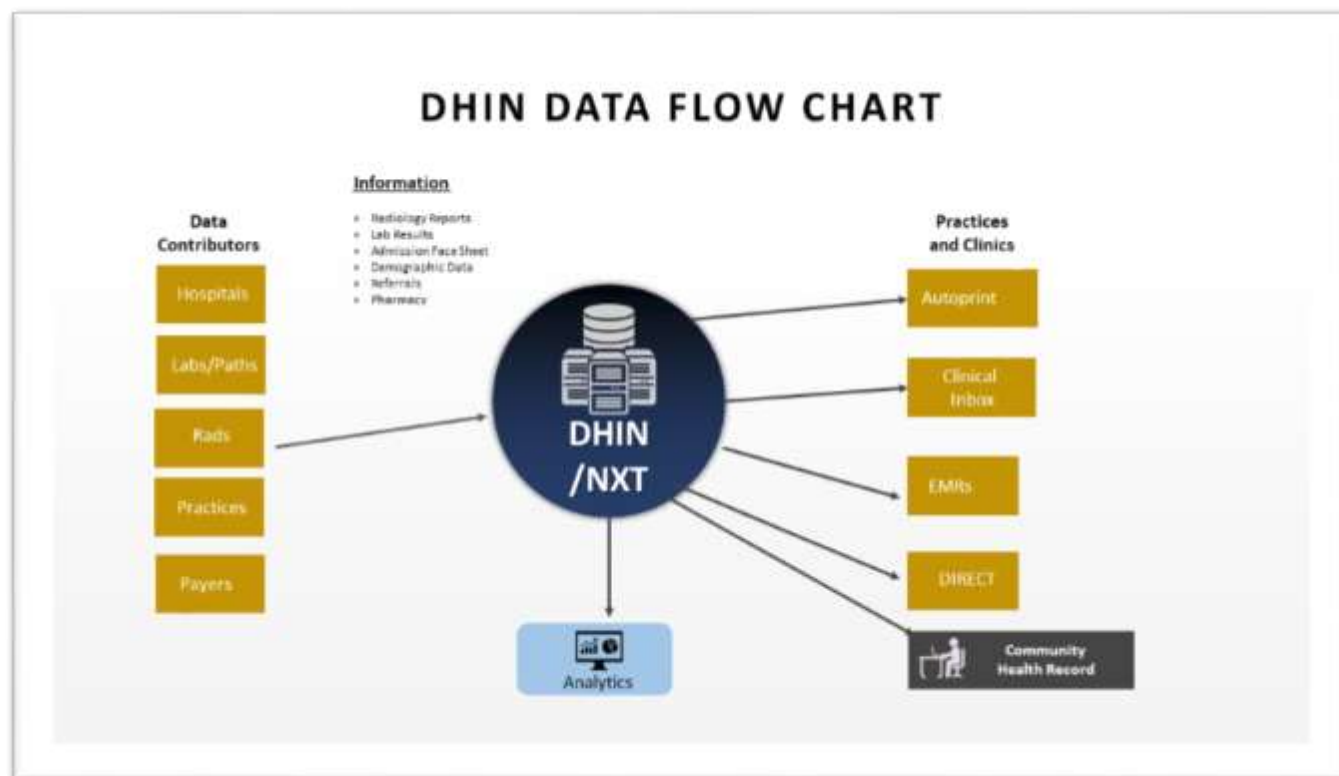 DHIN DATA FLOW CHART
Information
Radiology Reports
Lab Results
Admission Face Sheet
Demographic Data
Referrals
Pharmacy
Data
Contributors
Hospitals
Labs/Paths
Rads
Practices
Payers
DHIN
/NXT
Analytics
Practices
and Clinics
Autoprint
Clinical
Inbox
EMRs
DIRECT
Community
Health Record